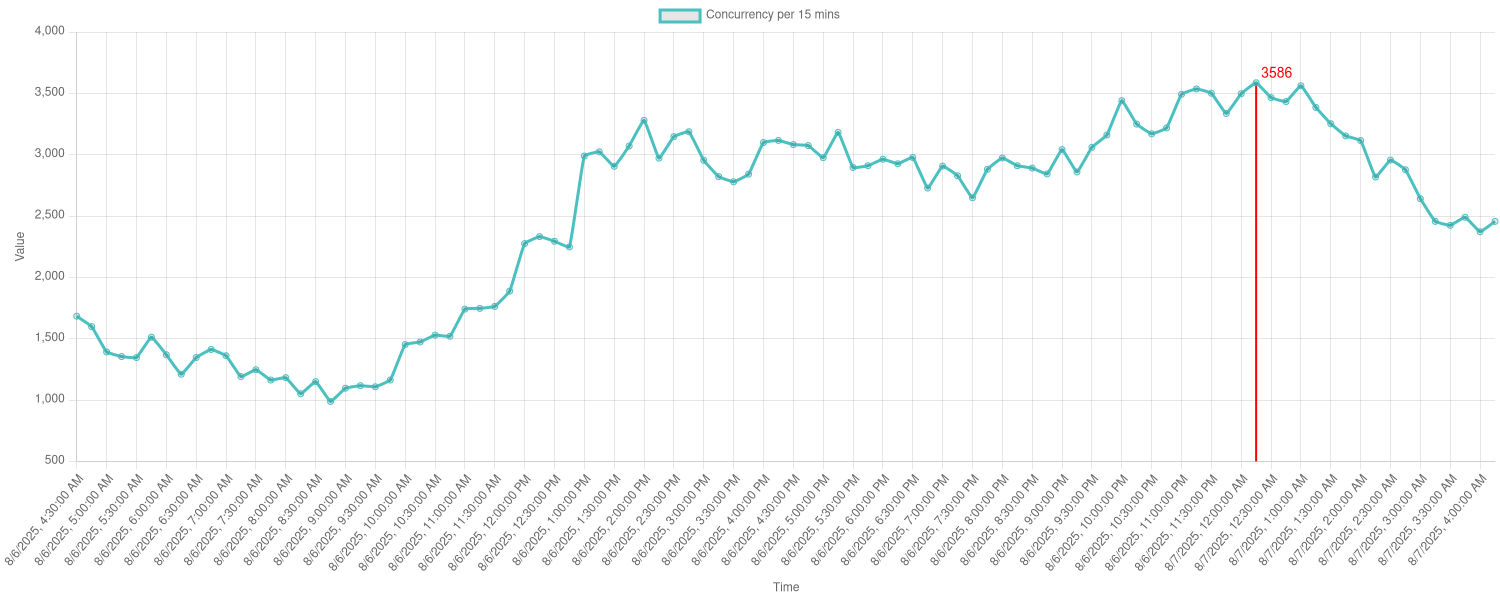 Concurrency per 15 mins
4,000
3,500
3,000
2,500
2,000
1,500
1,000
500
Value
3586
8/6/2025, 4:30:00 AM
8/6/2025, 5:00:00 AM
8/6/2025, 5:30:00 AM
8/6/2025, 6:00:00 AM
8/6/2025, 6:30:00 AM
8/6/2025, 7:00:00 AM
8/6/2025, 7:30:00 AM
8/6/2025, 8:00:00 AM
8/6/2025, 8:30:00 AM
8/6/2025, 9:00:00 AM
8/6/2025, 9:30:00 AM
8/6/2025, 10:00:00 AM
8/6/2025, 10:30:00 AM
8/6/2025, 11:00:00 AM
8/6/2025, 11:30:00 AM
8/6/2025, 12:00:00 PM
8/6/2025, 12:30:00 PM
8/6/2025, 1:00:00 PM
8/6/2025, 1:30:00 PM
8/6/2025, 2:00:00 PM
8/6/2025, 2:30:00 PM
8/6/2025, 3:00:00 PM
8/6/2025, 3:30:00 PM
8/6/2025, 4:00:00 PM
8/6/2025, 4:30:00 PM
8/6/2025, 5:00:00 PM
8/6/2025, 5:30:00 PM
8/6/2025, 6:00:00 PM
8/6/2025, 6:30:00 PM
8/6/2025, 7:00:00 PM
8/6/2025, 7:30:00 PM
8/6/2025, 8:00:00 PM
8/6/2025, 8:30:00 PM
8/6/2025, 9:00:00 PM
8/6/2025, 9:30:00 PM
8/6/2025, 10:00:00 PM
8/6/2025, 10:30:00 PM
8/6/2025, 11:00:00 PM
8/6/2025, 11:30:00 PM
8/7/2025, 12:00:00 AM
8/7/2025, 12:30:00 AM
8/7/2025, 1:00:00 AM
8/7/2025, 1:30:00 AM
8/7/2025, 2:00:00 AM
8/7/2025, 2:30:00 AM
8/7/2025, 3:00:00 AM
8/7/2025, 3:30:00 AM
8/7/2025, 4:00:00 AM
Time